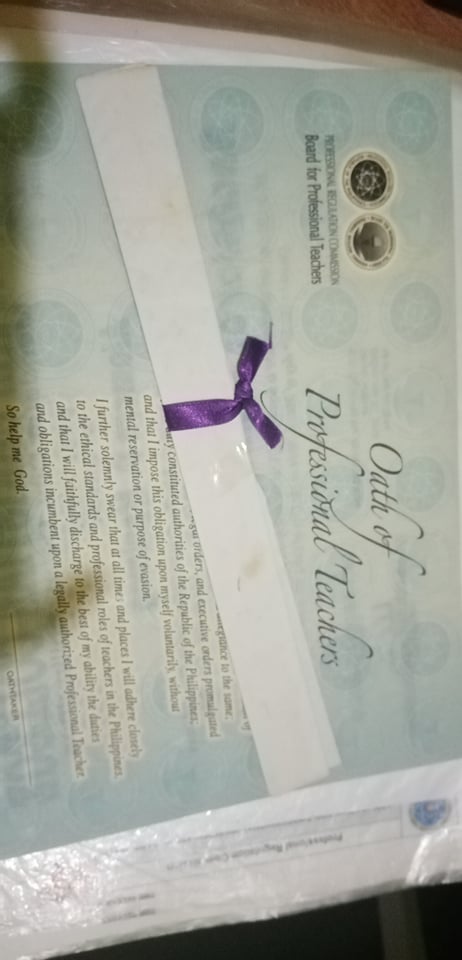 PROFESSIONAL REGULATION COMMISSION
Board for Professional Teachers
Oath of
Professional Teachers
of
allegiance to the same,
legal orders, and executive orders promulgated
duly constituted authorities of the Republic of the Philippines;
and that I impose this obligation upon myself voluntarily, without
mental reservation or purpose of evasion.
I further solemnly swear that at all times and places I will adhere closely
to the ethical standards and professional roles of teachers in the Philippines,
and that I will faithfully discharge to the best of my ability the duties
and obligations incumbent upon a legally authorized Professional Teacher.
So help me God.
OATHTAKER
Professional Regulation